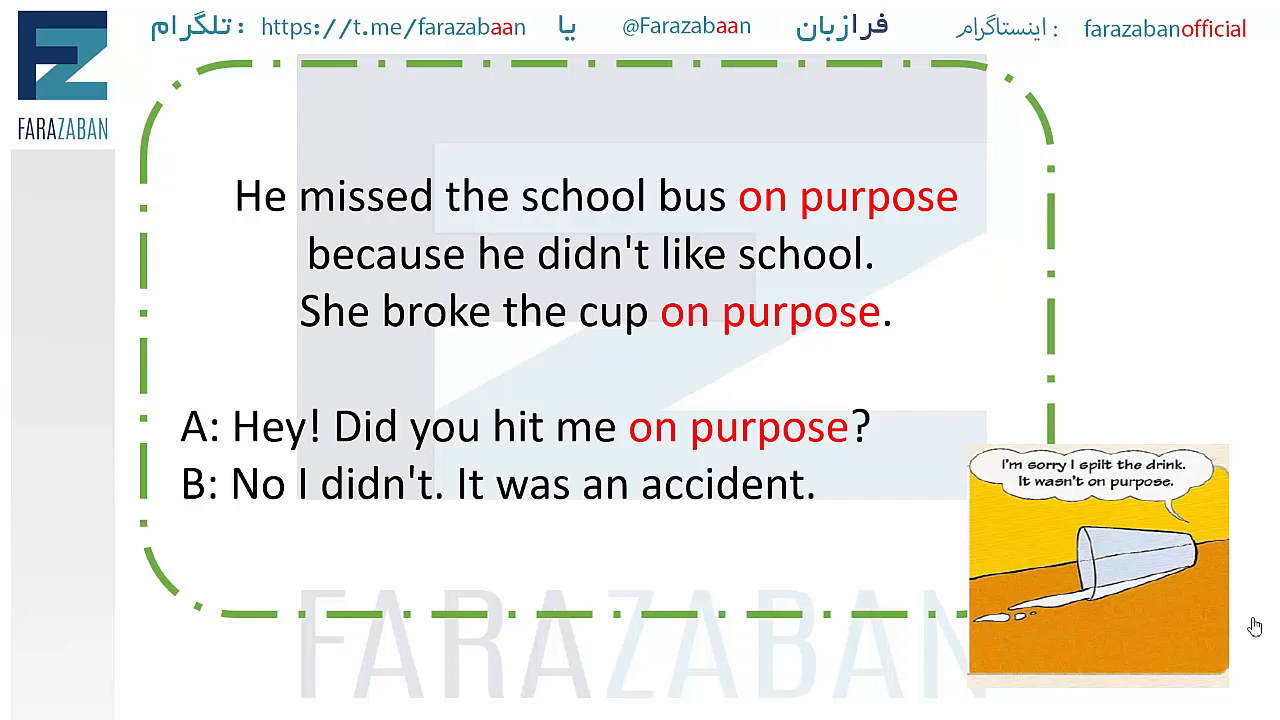 تلگرام : https://t.me/farazabaan یا @Farazabaan فرازبان اینستاگرام : farazabanofficial
FARAZABAN
He missed the school bus on purpose
because he didn't like school.
She broke the cup on purpose.
A: Hey! Did you hit me on purpose?
B: No I didn't. It was an accident.
I'm sorry I spilt the drink.
It wasn't on purpose.
FARAZABAN